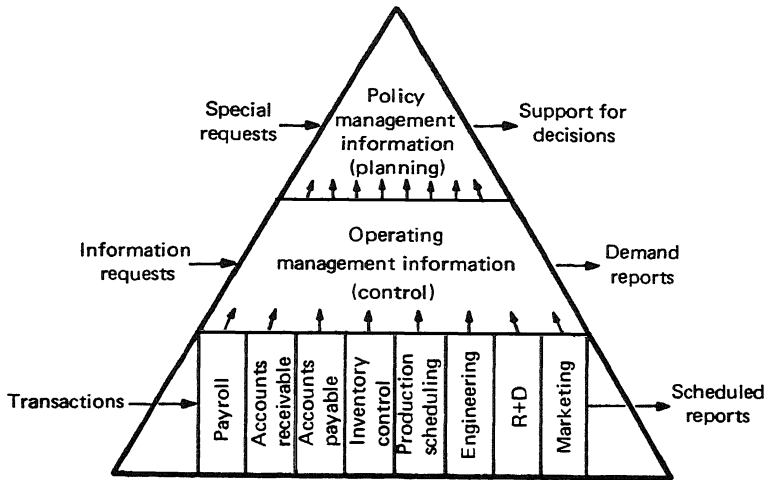 Policy
management
information
(planning)
Special
requests
Support for
decisions
Operating
management information
(control)
Information
requests
Demand
reports
Transactions
Payroll
Accounts
receivable
Accounts
payable
Inventory
control
Production
scheduling
Engineering
R+D
Marketing
Scheduled
reports